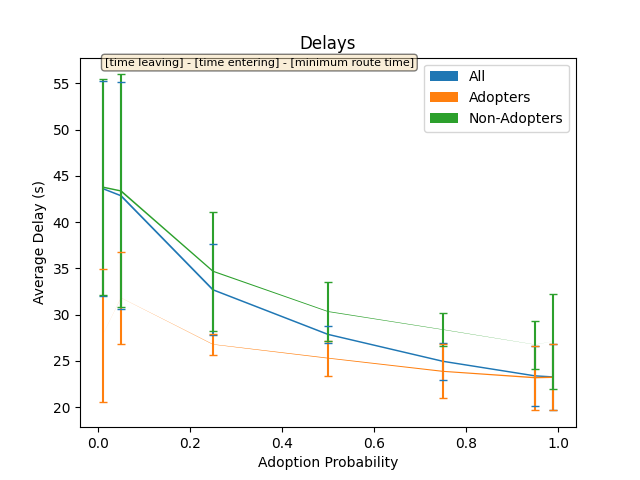 Delays
[time leaving] - [time entering] - [minimum route time]
All
Adopters
Non-Adopters
Average Delay (s)
55
50
45
40
35
30
25
20
0.0 0.2 0.4 0.6 0.8 1.0
Adoption Probability